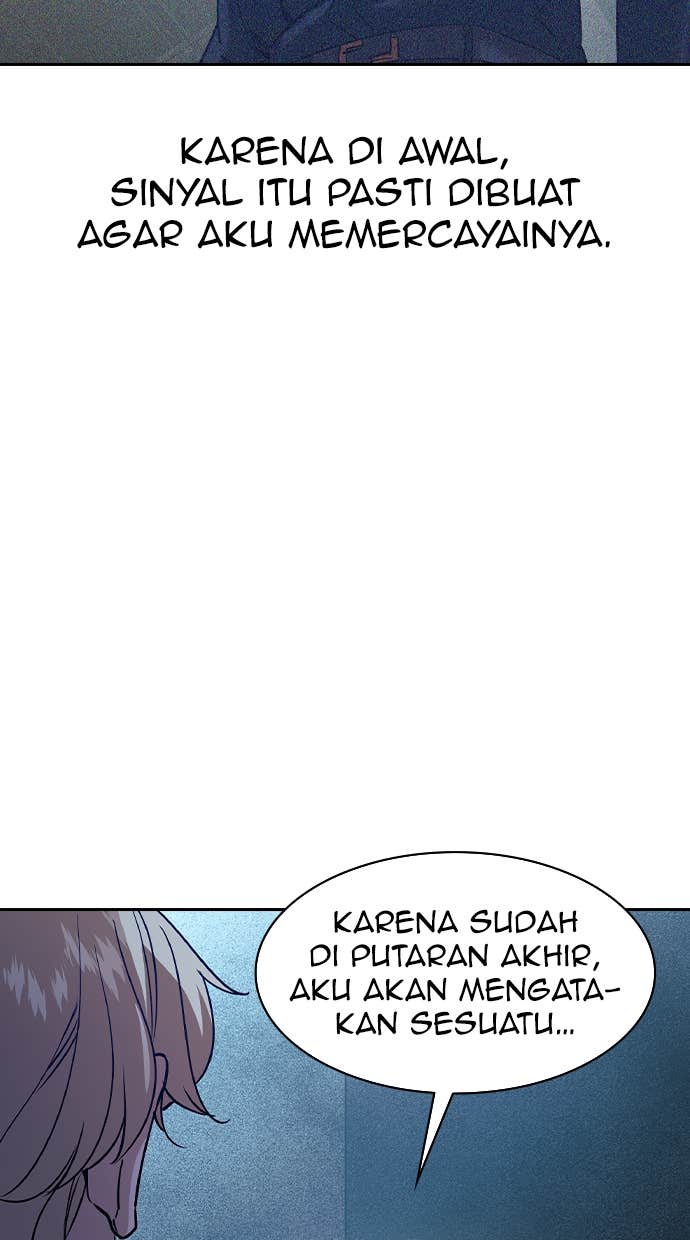 KARENA DI AWAL,
SINYAL ITU PASTI DIBUAT
AGAR AKU MEMERCAYAINYA.
KARENA SUDAH
DI PUTARAN AKHIR,
AKU AKAN MENGATA-
KAN SESUATU...